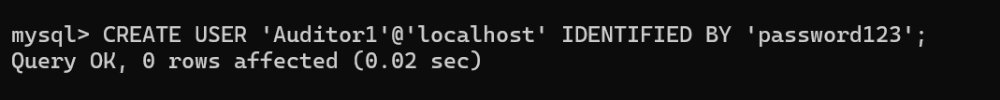 mysql> CREATE USER 'Auditor1'@'localhost' IDENTIFIED BY 'password123';
Query OK, 0 rows affected (0.02 sec)